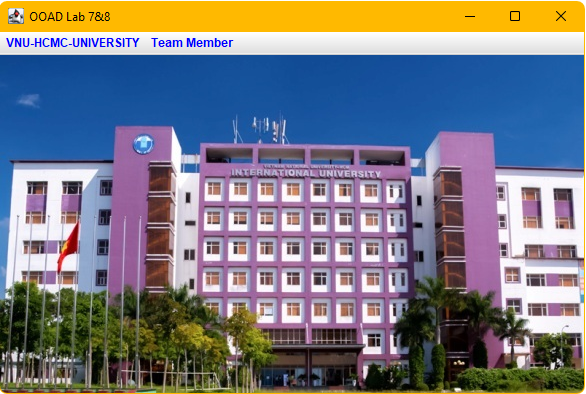 OOAD Lab 7&8
VNU-HCMC-UNIVERSITY Team Member
INTERNATIONAL UNIVERSITY